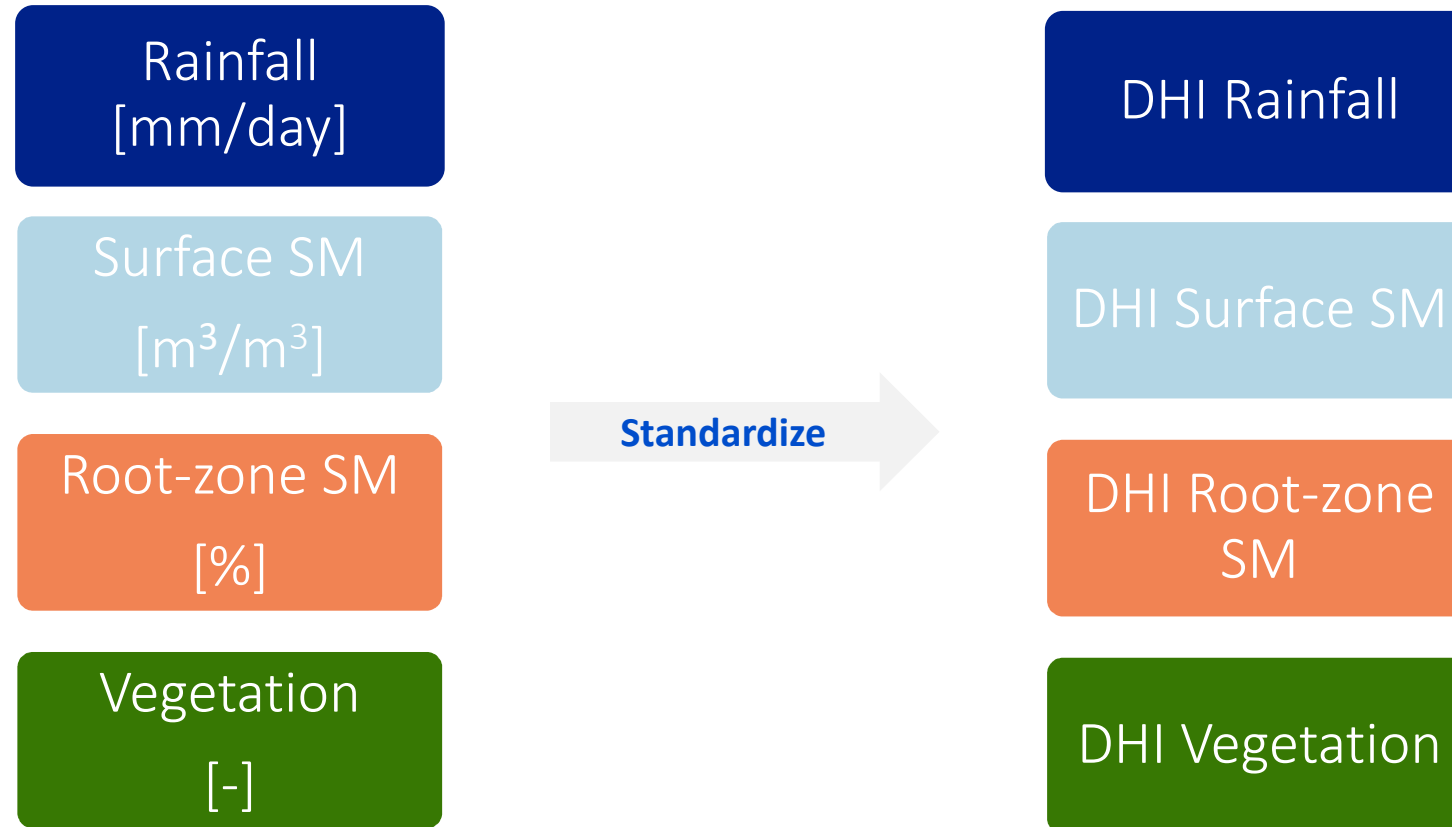 Rainfall
[mm/day]
Surface SM
[m³/m³]
Root-zone SM
[%]
Vegetation
[-]
Standardize
DHI Rainfall
DHI Surface SM
DHI Root-zone
SM
DHI Vegetation